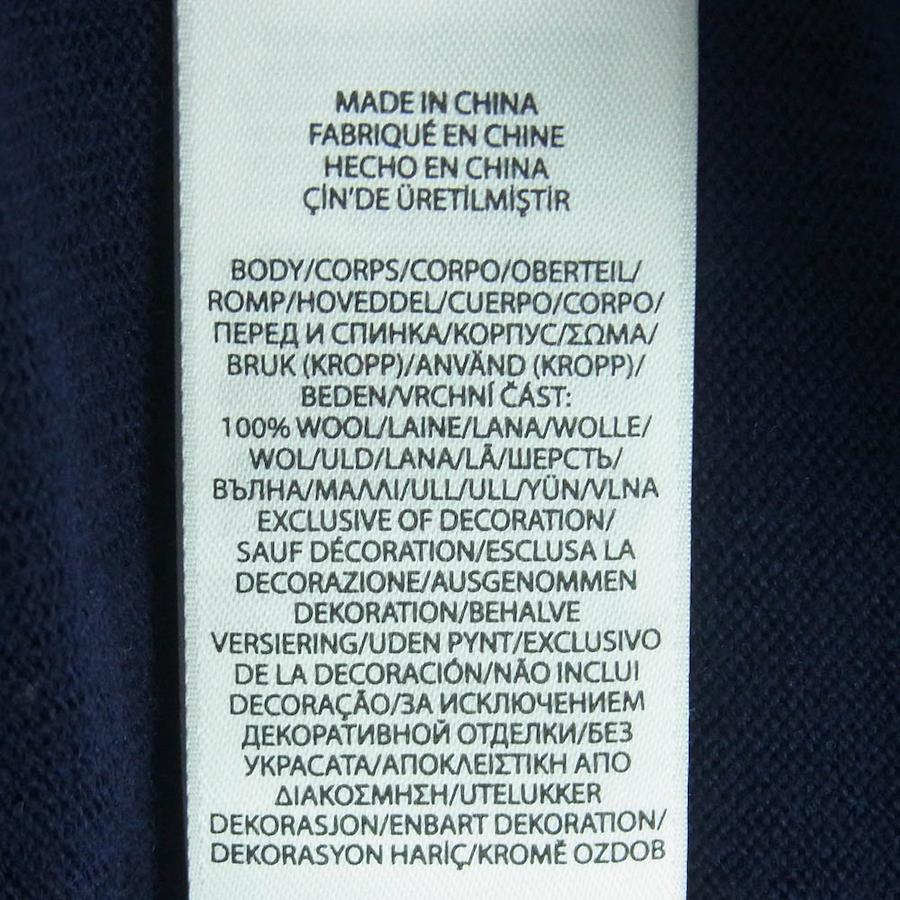 MADE IN CHINA
FABRIQUÉ EN CHINE
HECHO EN CHINA
ÇİN'DE ÜRETİLMİŞTİR
BODY/CORPS/CORPO/OBERTEIL/
ROMP/HOVEDDEL/CUERPO/CORPO/
ПЕРЕД И СПИНКА/КОРПУС/ΣΩΜΑ/
BRUK (KROPP)/ANVÄND (KROPP)/
BEDEN/VRCHNÍ ČÁST:
100% WOOL/LAINE/LANA/WOLLE/
WOL/ULD/LANA/LÃ/ШЕРСТЬ/
ВЪЛНА/ΜΑΛΛΙ/ULL/ULL/YÜN/VLNA
EXCLUSIVE OF DECORATION/
SAUF DÉCORATION/ESCLUSA LA
DECORAZIONE/AUSGENOMMEN
DEKORATION/BEHALVE
VERSIERING/UDEN PYNT/EXCLUSIVO
DE LA DECORACIÓN/NÃO INCLUI
DECORAÇÃO/ЗА ИСКЛЮЧЕНИЕМ
ДЕКОРАТИВНОЙ ОТДЕЛКИ/БЕЗ
УКРАСАТА/ΑΠΟΚΛΕΙΣΤΙΚΗ ΑΠΟ
ΔΙΑΚΟΣΜΗΣΗ/UTELUKKER
DEKORASJON/ENBART DEKORATION/
DEKORASYON HARİÇ/KROMĚ OZDOB